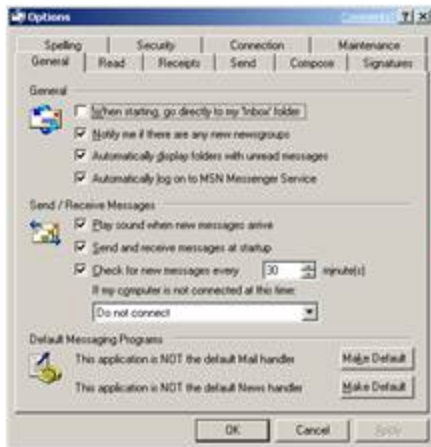 Options
Spelling Security Connection Maintenance
General Read Receipts Send Compose Signatures
General
When starting, go directly to my 'Inbox' folder
Notify me if there are any new newsgroups
Automatically display folders with unread messages
Automatically log on to MSN Messenger Service
Send / Receive Messages
Play sound when new messages arrive
Send and receive messages at startup
Check for new messages every 30 minute(s)
If my computer is not connected at this time:
Do not connect
Default Messaging Programs
This application is NOT the default Mail handler Make Default
This application is NOT the default News handler Make Default
OK Cancel Apply